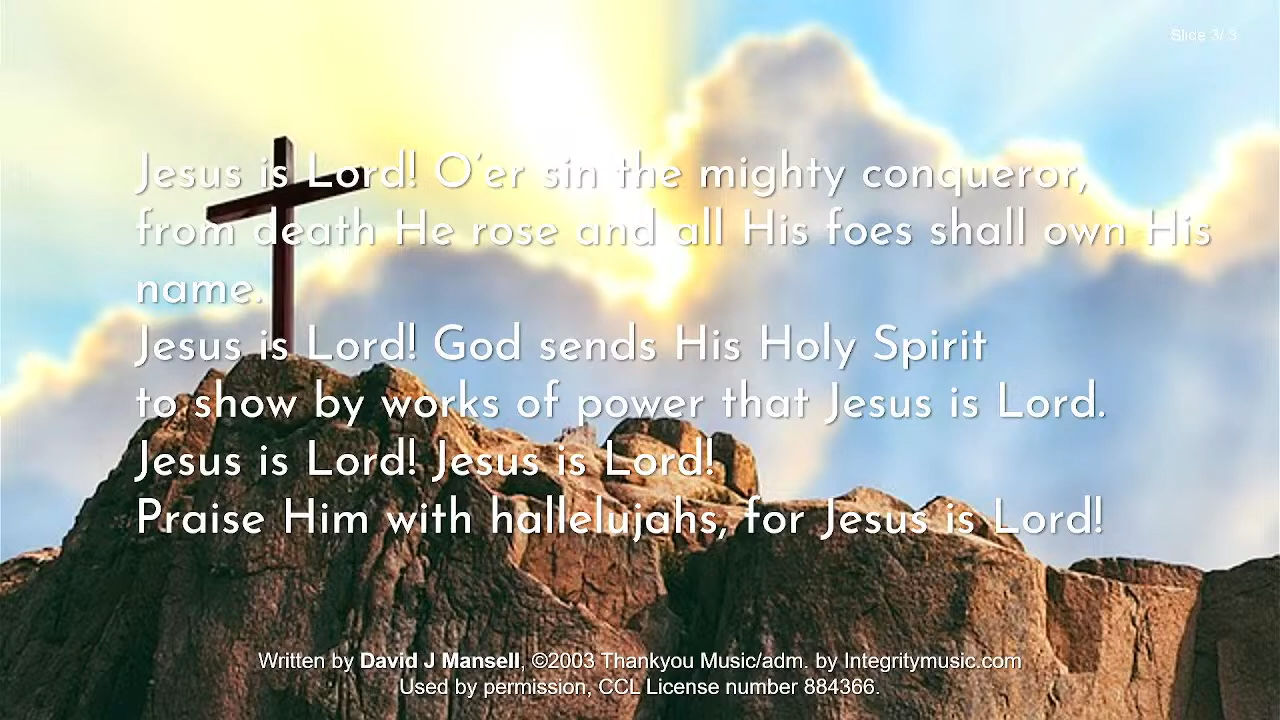 Slide 3/ 3
Jesus is Lord! O'er sin the mighty conqueror,
from death He rose and all His foes shall own His
name.
Jesus is Lord! God sends His Holy Spirit
to show by works of power that Jesus is Lord.
Jesus is Lord! Jesus is Lord!
Praise Him with hallelujahs, for Jesus is Lord!
Written by David J Mansell, ©2003 Thankyou Music/adm. by Integritymusic.com
Used by permission, CCL License number 884366.